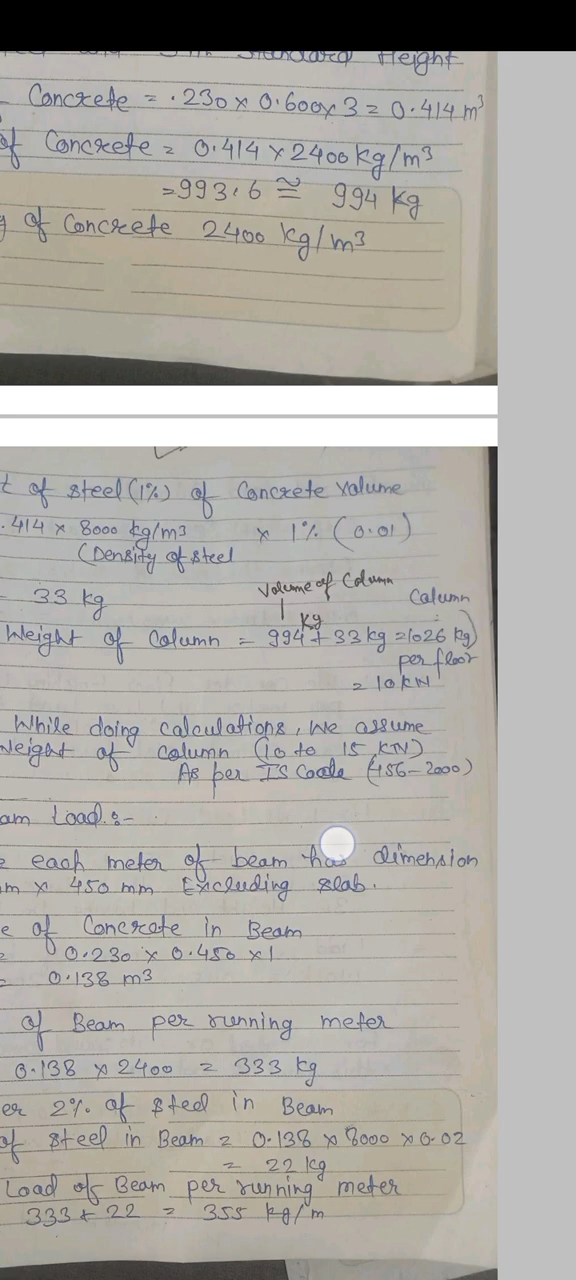 Standard Height
Concrete = .230 x 0.600 x 3 = 0.414 m³
of Concrete = 0.414 x 2400 kg/m³
= 993.6 ≅ 994 kg
of Concrete 2400 kg/m³
of steel (1%) of Concrete volume
.414 x 8000 kg/m³ x 1% (0.01)
(Density of steel
33 kg
Volume of Column
Column
Weight of Column = 994 kg + 33 kg = 1026 kg)
per floor
= 10 KN
While doing calculations, we assume
Weight of column (10 to 15 KN)
As per IS Code (456-2000)
am Load :-
each meter of beam has dimension
m x 450 mm Excluding slab.
e of Concrete in Beam
= 0.230 x 0.450 x 1
= 0.138 m³
of Beam per running meter
0.138 x 2400 = 333 kg
er 2% of steel in Beam
of steel in Beam = 0.138 x 8000 x 0.02
= 22 kg
Load of Beam per running meter
333 + 22 = 355 kg/m